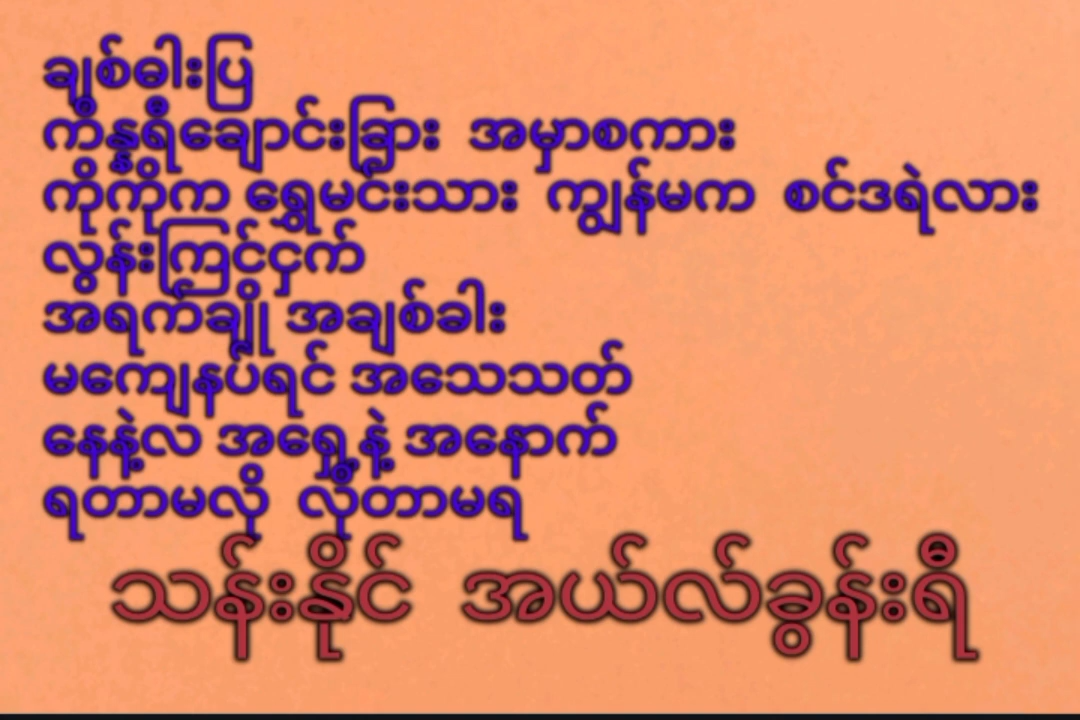 ချစ်ဓါးပြ
ကိန္နရီချောင်းခြား အမှာစကား
ကိုကိုက ရွှေမင်းသား ကျွန်မက စင်ဒရဲလား
လွန်းကြင့်ငှက်
အရက်ချို အချစ်ခါး
မကျေနပ်ရင် အသေသတ်
နေနဲ့လ အရှေ့နဲ့ အနောက်
ရတာမလို လိုတာမရ
သန်းနိုင် အယ်လ်ခွန်းရီ